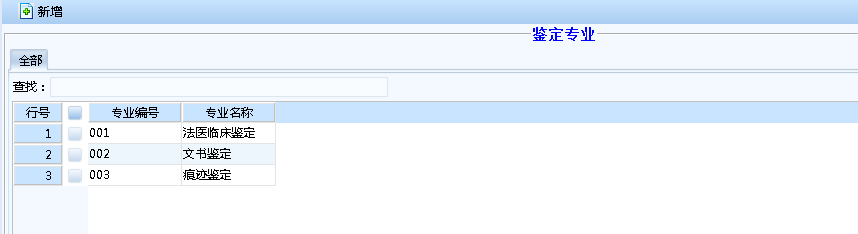 新增
鉴定专业
全部
查找：
行号 专业编号 专业名称
1 001 法医临床鉴定
2 002 文书鉴定
3 003 痕迹鉴定